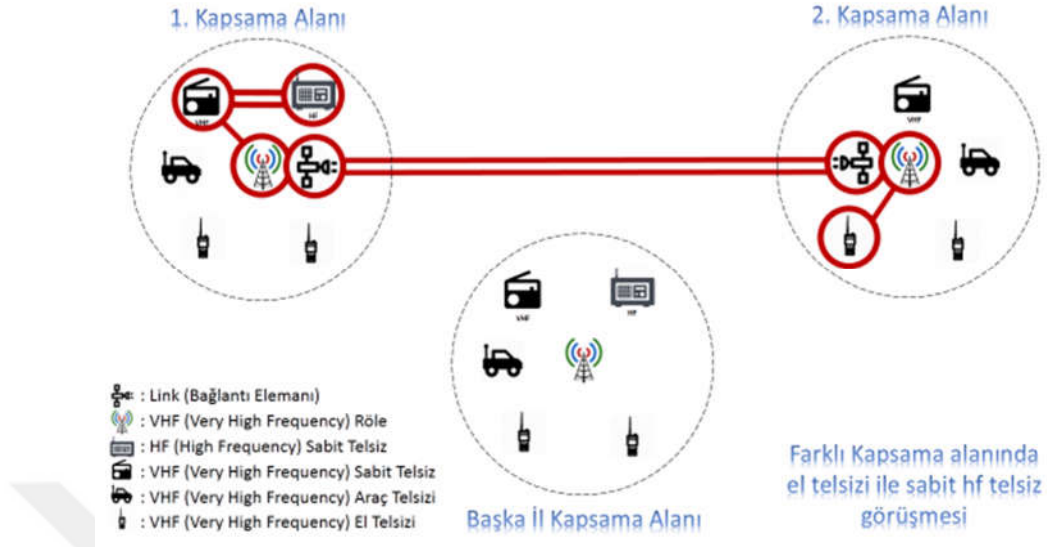 1. Kapsama Alanı
2. Kapsama Alanı
VHF
HF
VHF
VHF
HF
: Link (Bağlantı Elemanı)
: VHF (Very High Frequency) Röle
: HF (High Frequency) Sabit Telsiz
: VHF (Very High Frequency) Sabit Telsiz
: VHF (Very High Frequency) Araç Telsizi
: VHF (Very High Frequency) El Telsizi
Başka İl Kapsama Alanı
Farklı Kapsama alanında
el telsizi ile sabit hf telsiz
görüşmesi